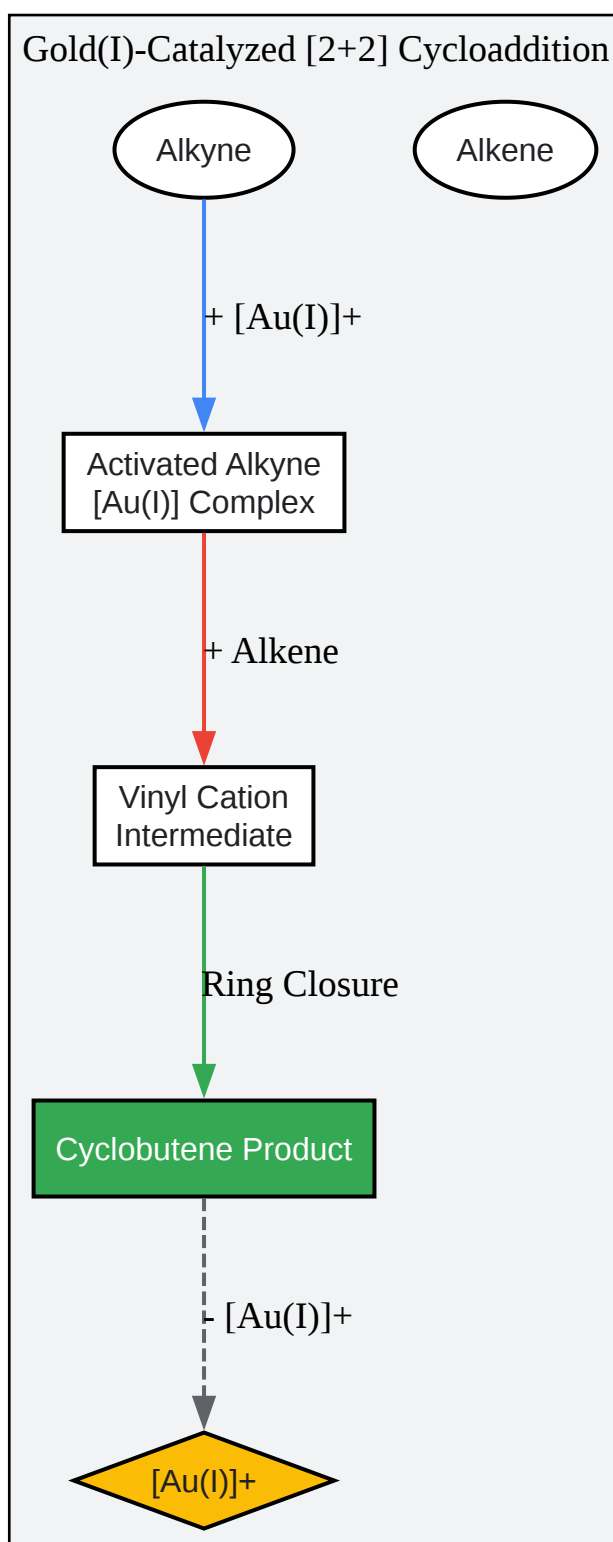 Gold(I)-Catalyzed [2+2] Cycloaddition
Alkyne
Alkene
+ [Au(I)]+
Activated Alkyne
[Au(I)] Complex
+ Alkene
Vinyl Cation
Intermediate
Ring Closure
Cyclobutene Product
- [Au(I)]+
[Au(I)]+